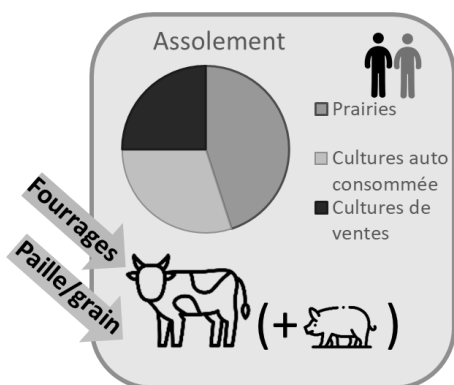 Assolement
Prairies
Cultures auto
consommée
Cultures de
ventes
Fourrages
Paille/grain
(+ )